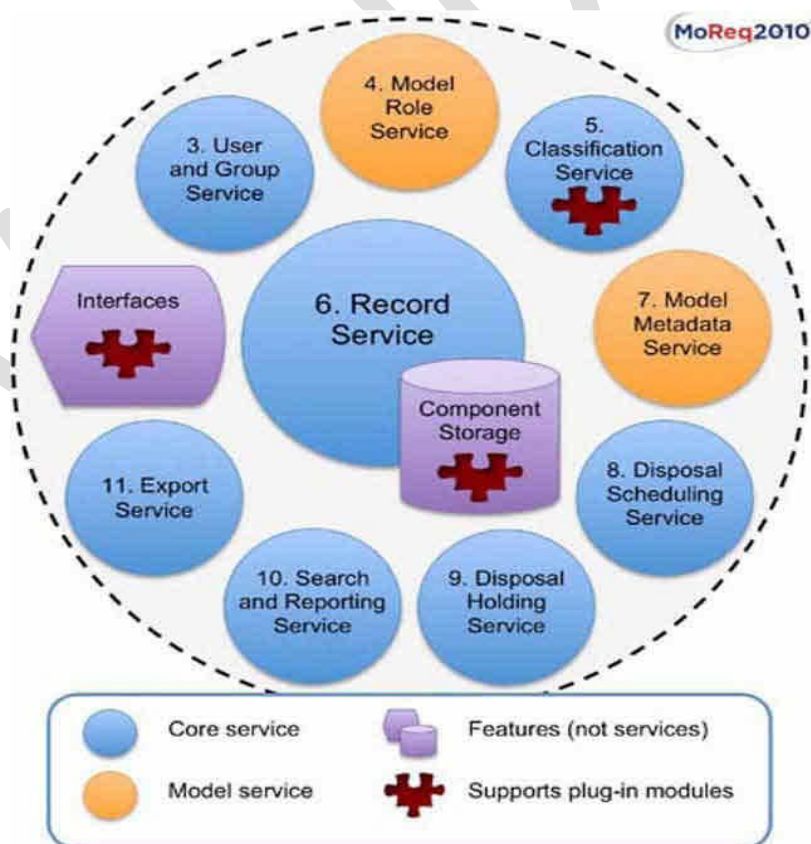 MoReq2010
4. Model
Role
Service
3. User
and Group
Service
5.
Classification
Service
Interfaces
6. Record
Service
7. Model
Metadata
Service
Component
Storage
11. Export
Service
8. Disposal
Scheduling
Service
10. Search
and Reporting
Service
9. Disposal
Holding
Service
Core service
Features (not services)
Model service
Supports plug-in modules